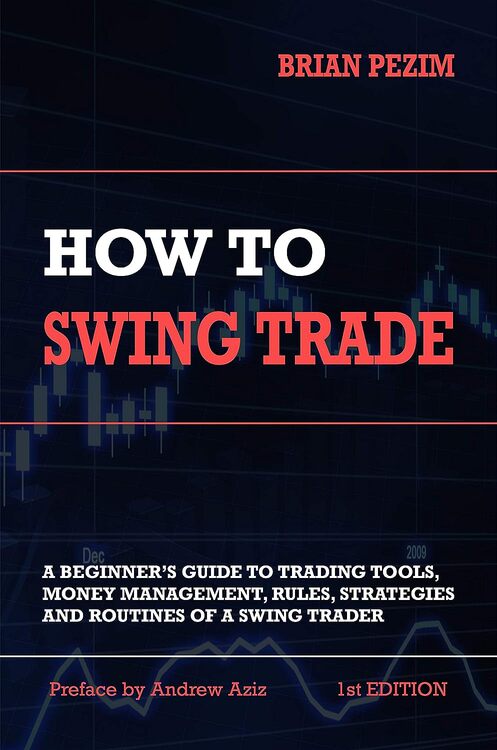 BRIAN PEZIM
HOW TO
SWING TRADE
Dec
2009
A BEGINNER'S GUIDE TO TRADING TOOLS,
MONEY MANAGEMENT, RULES, STRATEGIES
AND ROUTINES OF A SWING TRADER
Preface by Andrew Aziz
1st EDITION